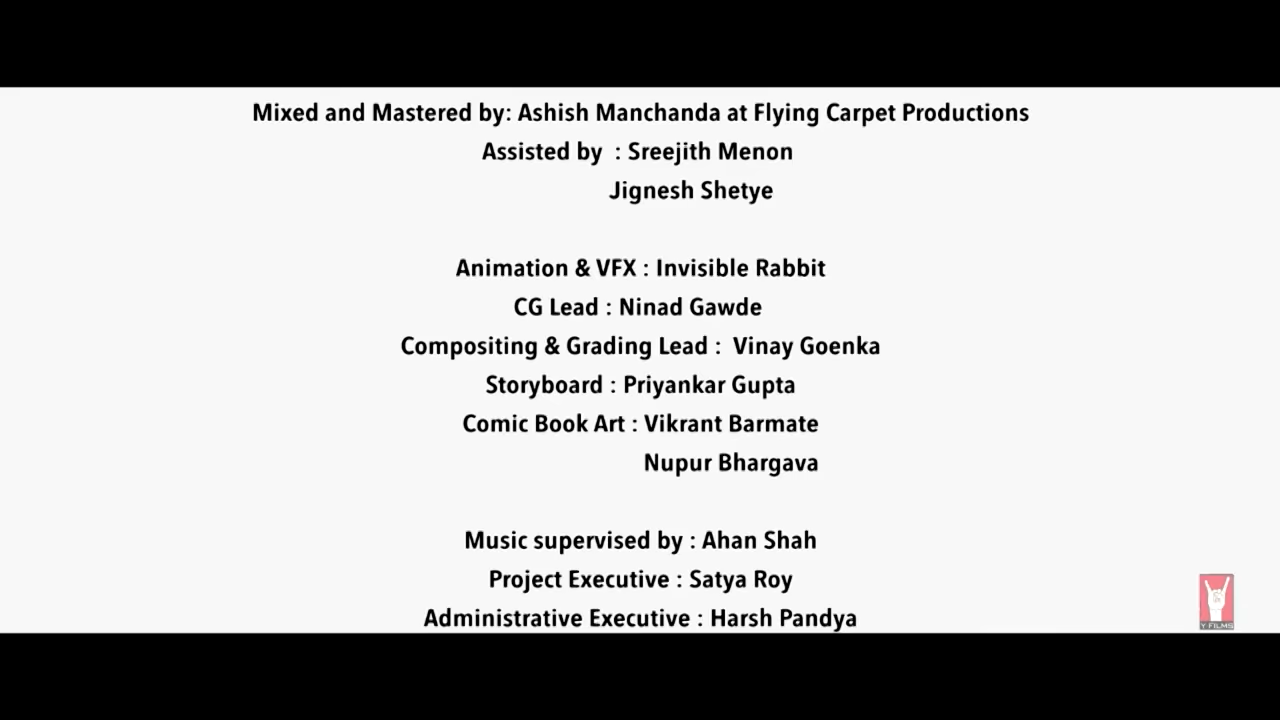 Mixed and Mastered by: Ashish Manchanda at Flying Carpet Productions
Assisted by  : Sreejith Menon
Jignesh Shetye
Animation & VFX : Invisible Rabbit
CG Lead : Ninad Gawde
Compositing & Grading Lead :  Vinay Goenka
Storyboard : Priyankar Gupta
Comic Book Art : Vikrant Barmate
Nupur Bhargava
Music supervised by : Ahan Shah
Project Executive : Satya Roy
Administrative Executive : Harsh Pandya
Y FILMS